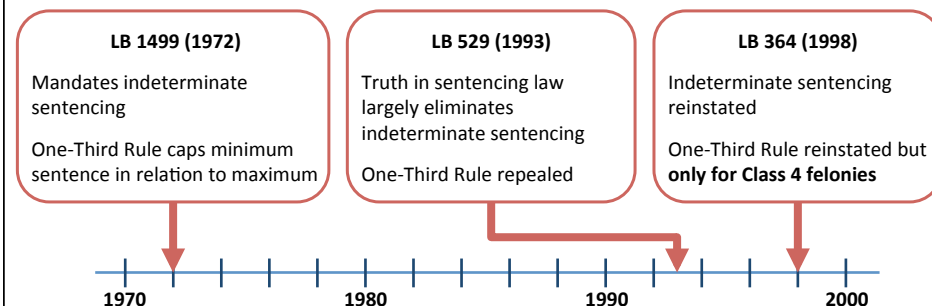 LB 1499 (1972)
Mandates indeterminate
sentencing
One-Third Rule caps minimum
sentence in relation to maximum
LB 529 (1993)
Truth in sentencing law
largely eliminates
indeterminate sentencing
One-Third Rule repealed
LB 364 (1998)
Indeterminate sentencing
reinstated
One-Third Rule reinstated but
only for Class 4 felonies
1970
1980
1990
2000